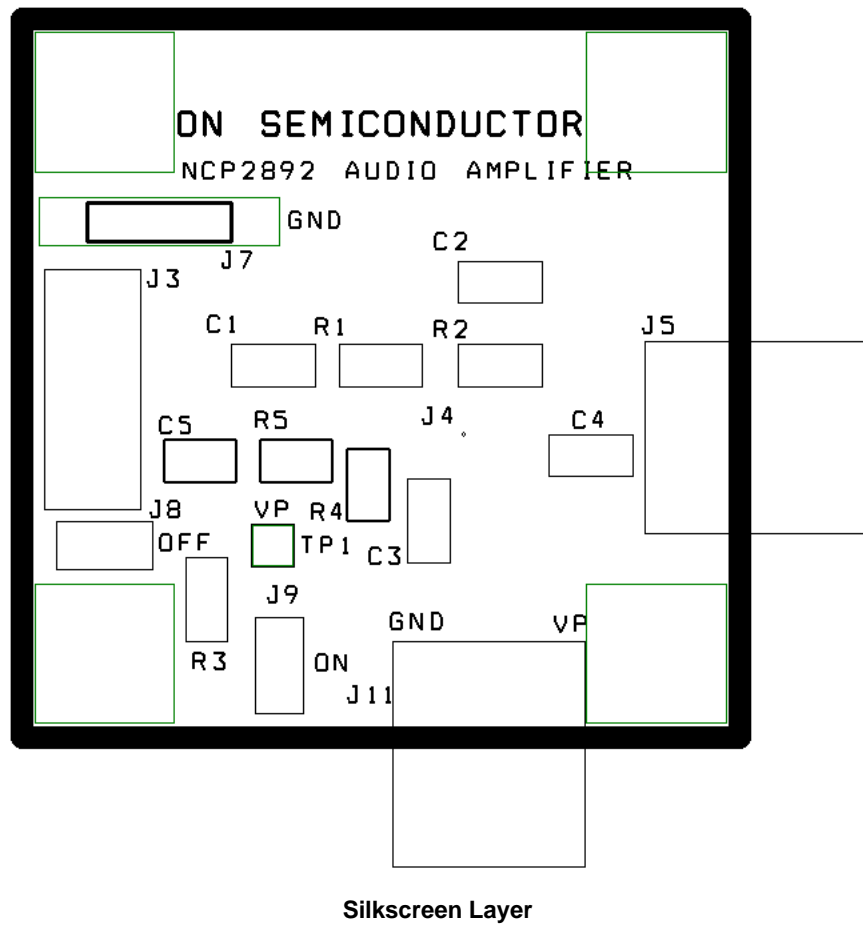 ON SEMICONDUCTOR
NCP2892 AUDIO AMPLIFIER
GND
J7
J3
C2
C1
R1
R2
J5
C5
R5
J4
C4
J8
VP
R4
OFF
TP1
C3
J9
GND
VP
R3
ON
J11
Silkscreen Layer